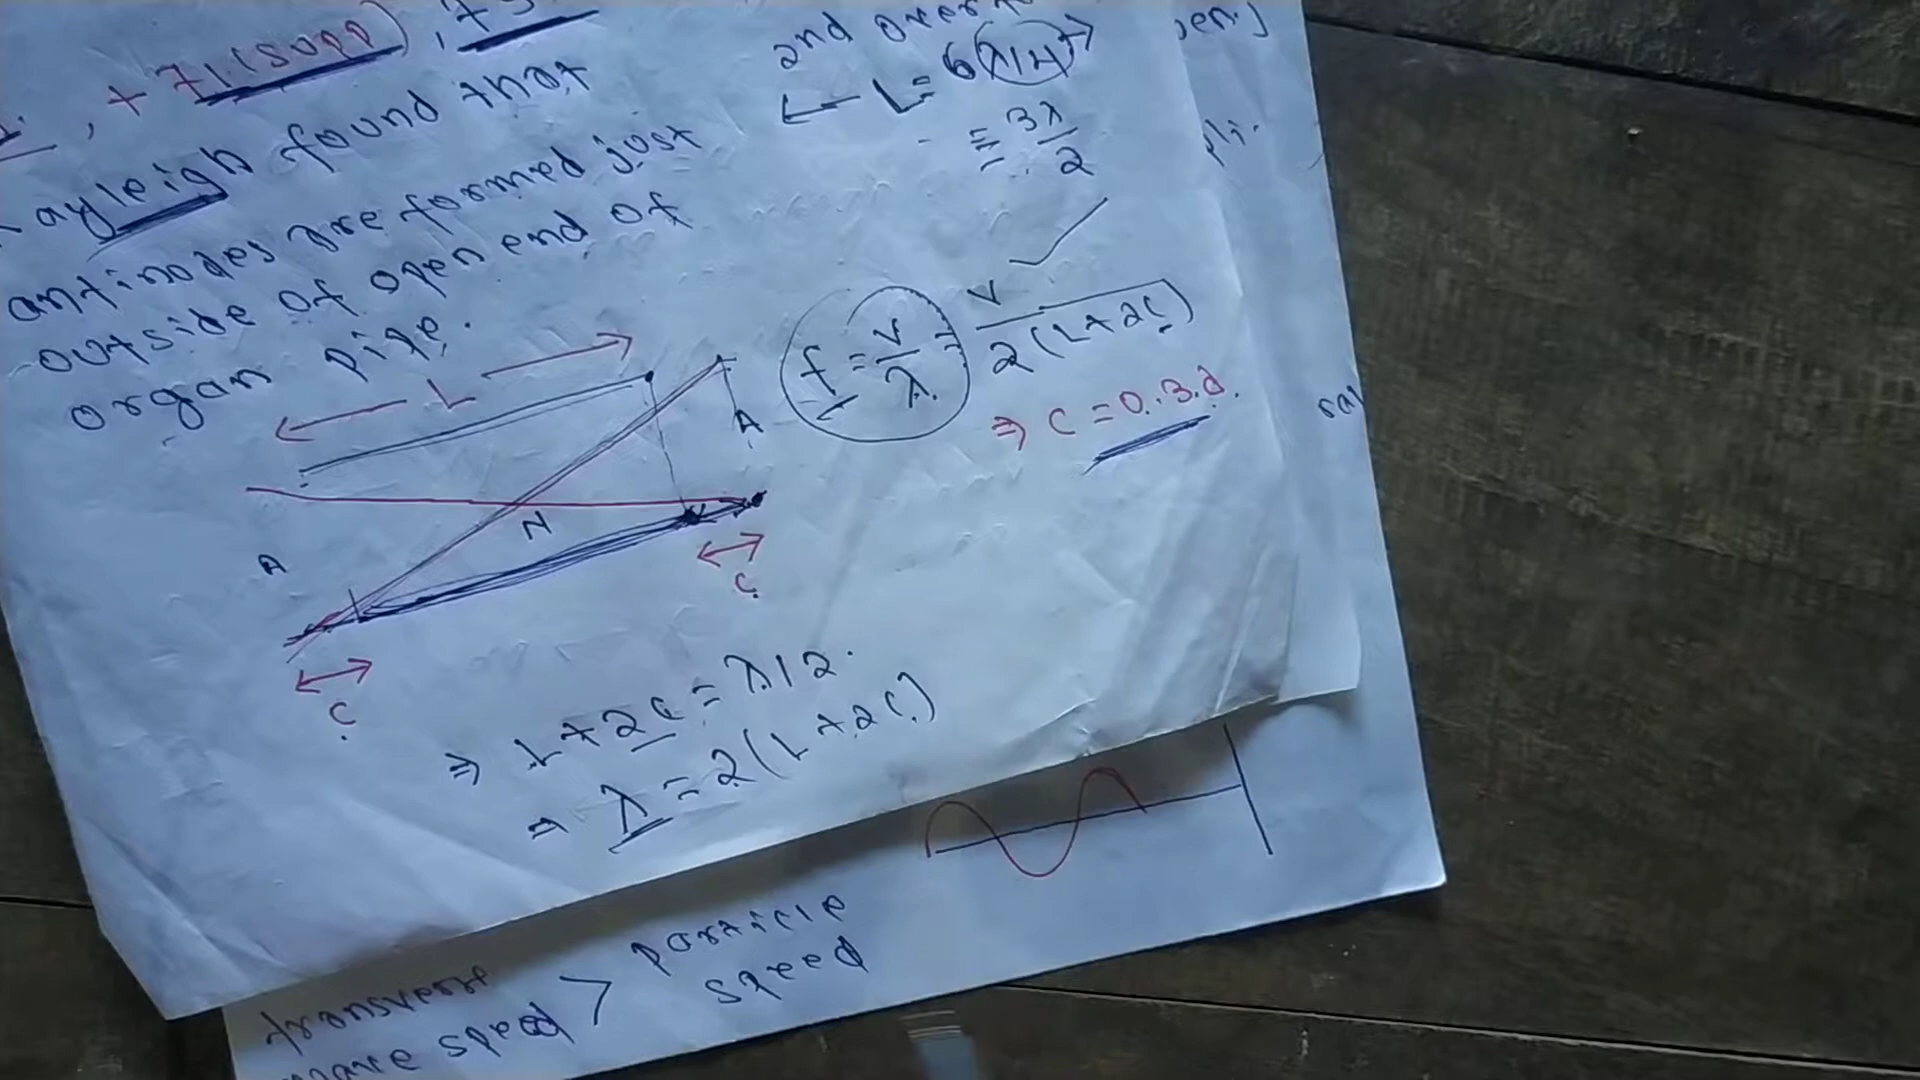 , + 71(sopp), 
Rayleigh found that
antinodes are formed just
outside of open end of
organ pipe.
2nd over
L = 6(λ/4)
= 3λ/2
f = v/λ = v/2(L+2C)
⇒ C = 0.3d.
L
A
N
A
C
C
⇒ L+2C = λ/2.
⇒ λ = 2(L+2C)
transverse
wave speed > particle
speed